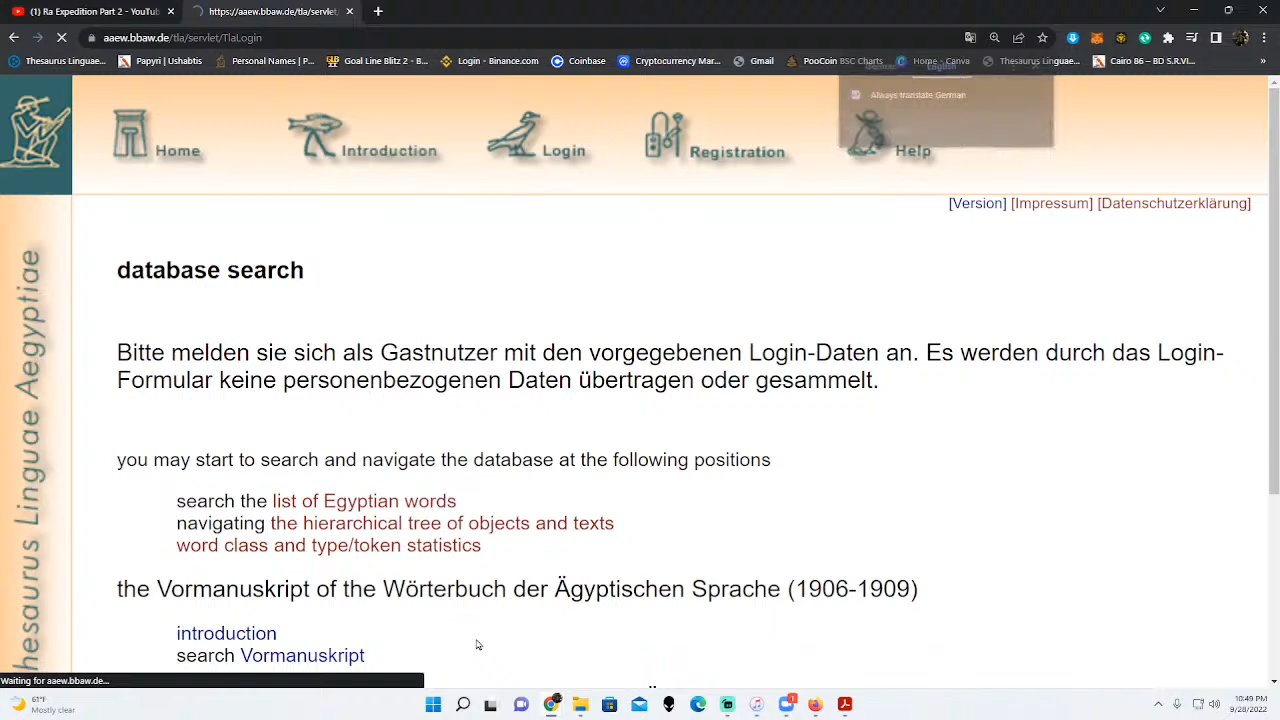 (1) Ra Expedition Part 2 - YouTub
https://aaew.bbaw.de/tla/servlet/
aaew.bbaw.de/tla/servlet/TlaLogin
Thesaurus Lingua... Papyri | Ushabtis Personal Names | P... Goal Line Blitz 2 - B... Login - Binance.com Coinbase Cryptocurrency Mar... Gmail PooCoin BSC Charts Home - Canva Thesaurus Lingua... Cairo Be – BD S.R.Vi... »
English
Always translate German
Home Introduction Login Registration Help
[Version] [Impressum] [Datenschutzerklärung]
hesaurus Linguae Aegyptiae
database search
Bitte melden sie sich als Gastnutzer mit den vorgegebenen Login-Daten an. Es werden durch das Login-
Formular keine personenbezogenen Daten übertragen oder gesammelt.
you may start to search and navigate the database at the following positions
search the list of Egyptian words
navigating the hierarchical tree of objects and texts
word class and type/token statistics
the Vormanuskript of the Wörterbuch der Ägyptischen Sprache (1906-1909)
introduction
search Vormanuskript
Waiting for aaew.bbaw.de...
61°F
Mostly clear
1
10:49 PM
9/28/2022